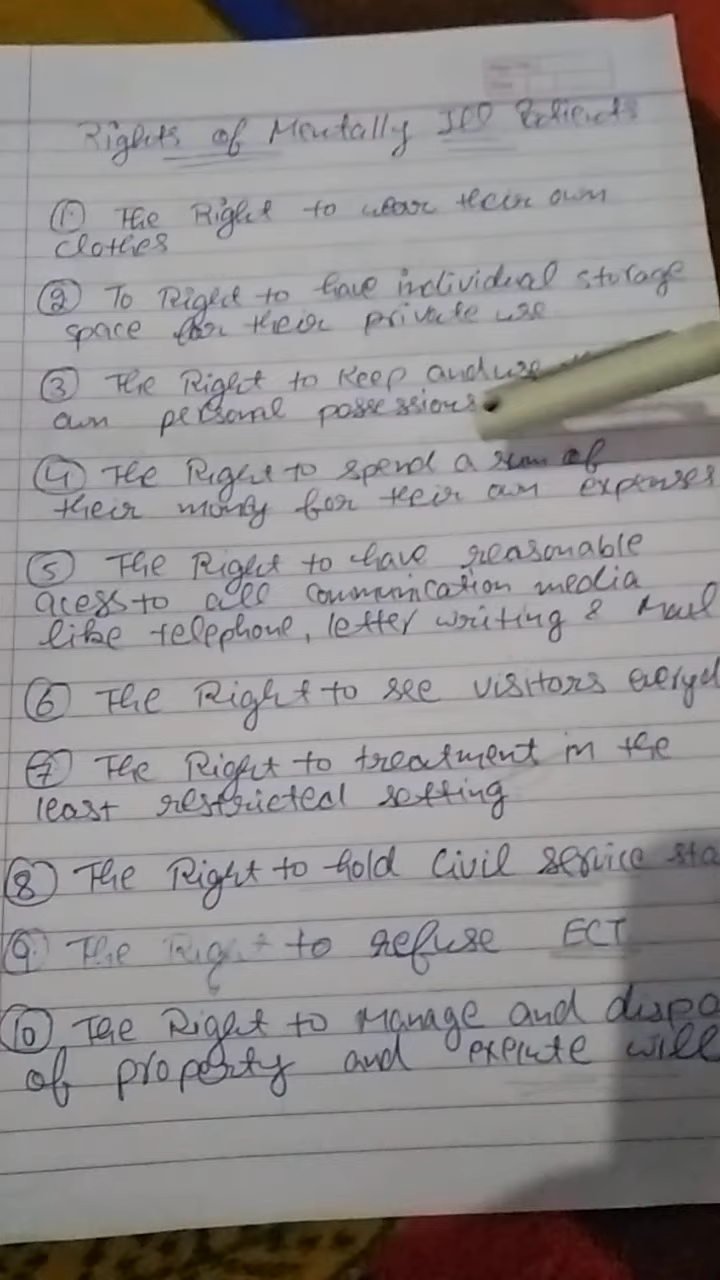 Rights of Mentally Ill Patients
① The Right to wear their own
clothes
② To Right to have individual storage
space for their private use
③ The Right to Keep and use
own personal possessions
④ The Right to spend a sum of
their money for their own expenses
⑤ The Right to have reasonable
acess to all communication media
like telephone, letter writing & Mail
⑥ The Right to see visitors everyd
⑦ The Right to treatment in the
least restricted setting
⑧ The Right to hold Civil service sta
⑨ The Right to refuse ECT
⑩ The Right to Manage and dispo
of property and execute will